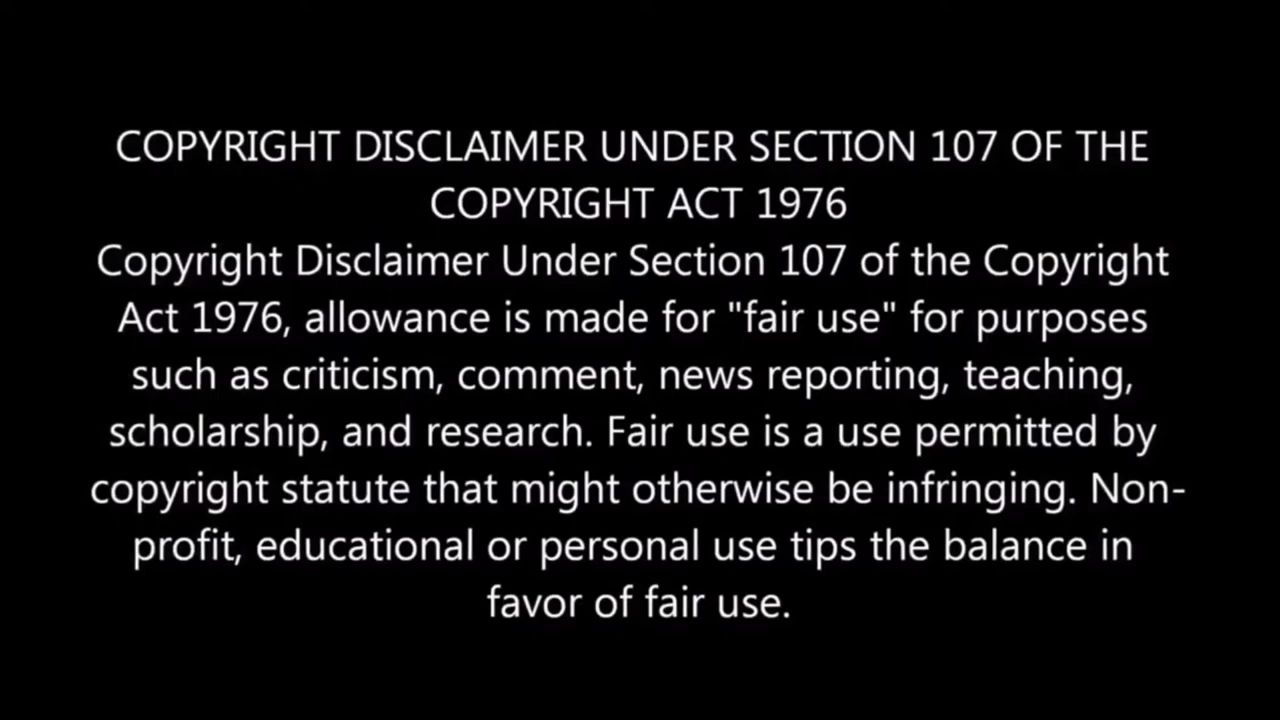 COPYRIGHT DISCLAIMER UNDER SECTION 107 OF THE
COPYRIGHT ACT 1976
Copyright Disclaimer Under Section 107 of the Copyright
Act 1976, allowance is made for "fair use" for purposes
such as criticism, comment, news reporting, teaching,
scholarship, and research. Fair use is a use permitted by
copyright statute that might otherwise be infringing. Non-
profit, educational or personal use tips the balance in
favor of fair use.